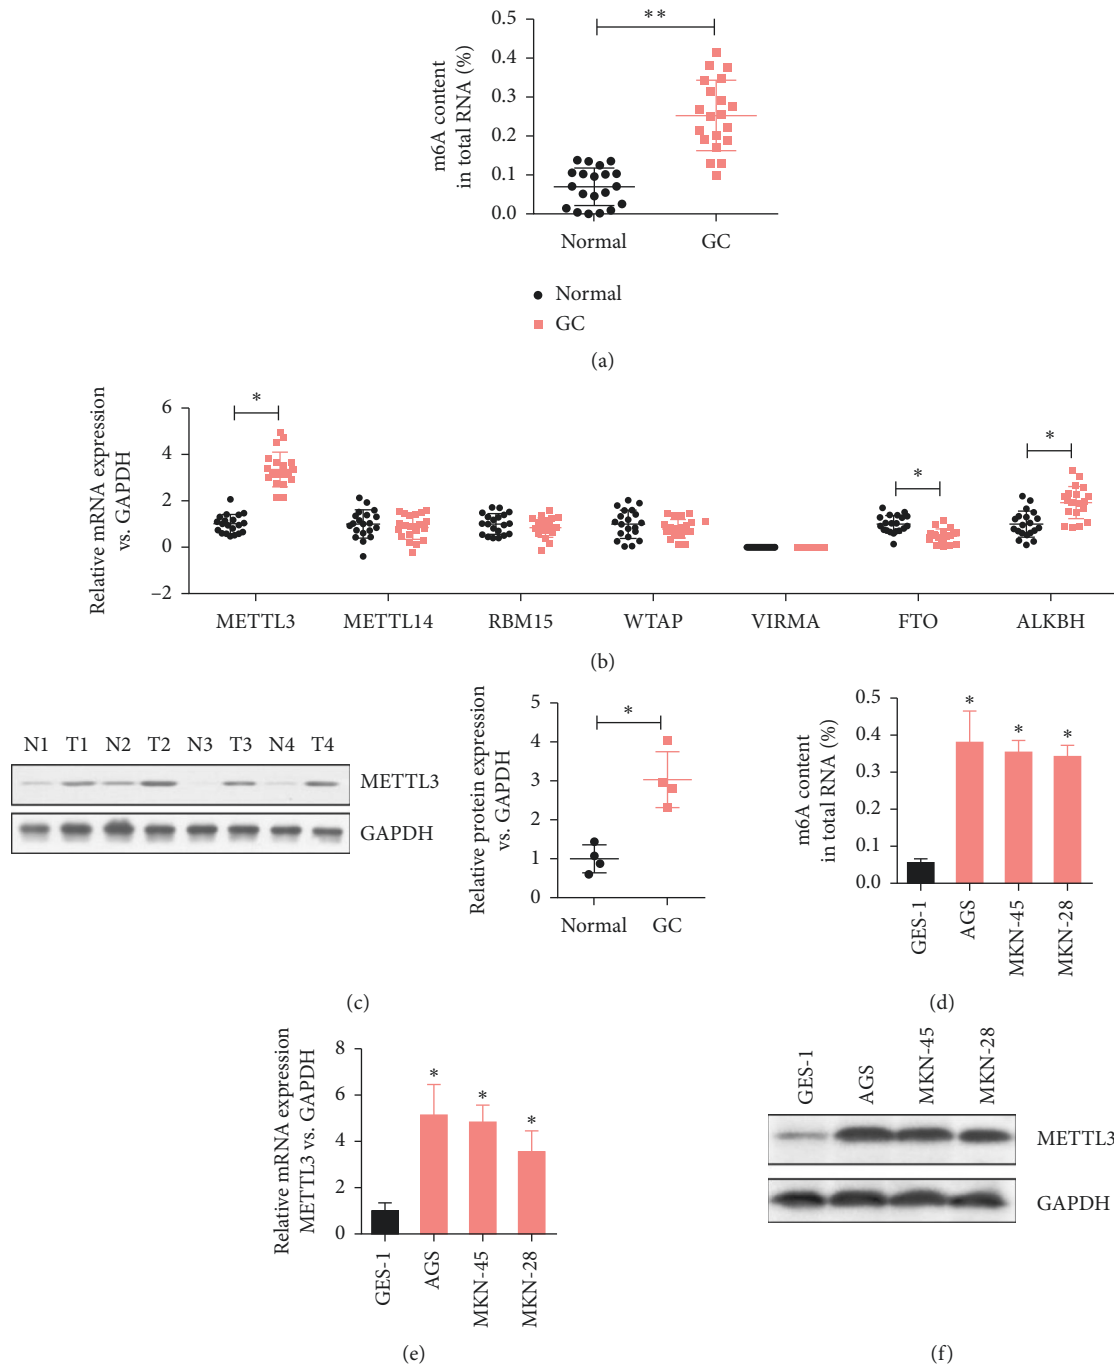 m6A content
in total RNA (%)
0.5
0.4
0.3
0.2
0.1
0.0
**
Normal
GC
Normal
GC
(a)
Relative mRNA expression
vs. GAPDH
6
4
2
0
−2
*
*
*
METTL3
METTL14
RBM15
WTAP
VIRMA
FTO
ALKBH
(b)
N1 T1 N2 T2 N3 T3 N4 T4
METTL3
GAPDH
Relative protein expression
vs. GAPDH
5
4
3
2
1
0
*
Normal
GC
(c)
m6A content
in total RNA (%)
0.5
0.4
0.3
0.2
0.1
0.0
*
*
*
GES-1
AGS
MKN-45
MKN-28
(d)
Relative mRNA expression
METTL3 vs. GAPDH
8
6
4
2
0
*
*
*
GES-1
AGS
MKN-45
MKN-28
(e)
GES-1
AGS
MKN-45
MKN-28
METTL3
GAPDH
(f)